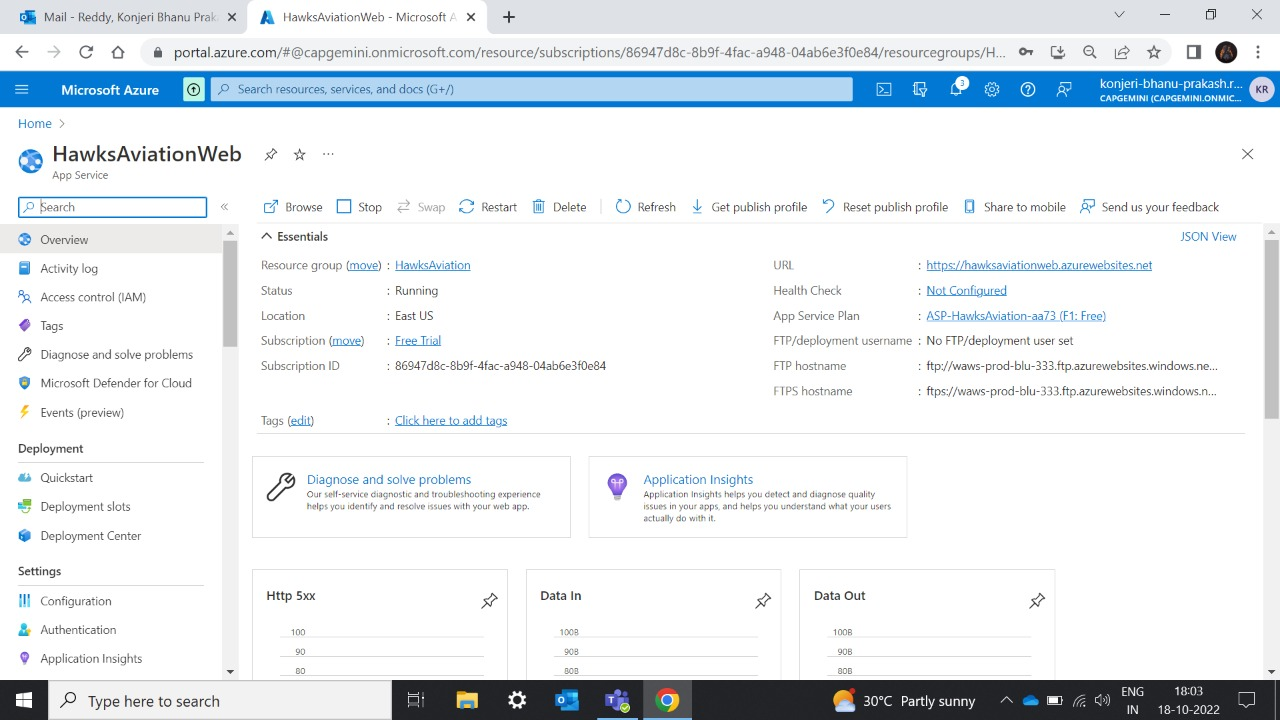 Mail - Reddy, Konjeri Bhanu Prak
HawksAviationWeb - Microsoft A
portal.azure.com/#@capgemini.onmicrosoft.com/resource/subscriptions/86947d8c-8b9f-4fac-a948-04ab6e3f0e84/resourcegroups/H...
Microsoft Azure
Search resources, services, and docs (G+/)
3
konjeri-bhanu-prakash.r...
CAPGEMINI (CAPGEMINI.ONMIC...
KR
Home
HawksAviationWeb
App Service
Search
Browse Stop Swap Restart Delete Refresh Get publish profile Reset publish profile Share to mobile Send us your feedback
Overview
Activity log
Access control (IAM)
Tags
Diagnose and solve problems
Microsoft Defender for Cloud
Events (preview)
Deployment
Quickstart
Deployment slots
Deployment Center
Settings
Configuration
Authentication
Application Insights
Essentials
JSON View
Resource group (move) : HawksAviation
Status : Running
Location : East US
Subscription (move) : Free Trial
Subscription ID : 86947d8c-8b9f-4fac-a948-04ab6e3f0e84
Tags (edit) : Click here to add tags
URL : https://hawksaviationweb.azurewebsites.net
Health Check : Not Configured
App Service Plan : ASP-HawksAviation-aa73 (F1: Free)
FTP/deployment username : No FTP/deployment user set
FTP hostname : ftp://waws-prod-blu-333.ftp.azurewebsites.windows.ne...
FTPS hostname : ftps://waws-prod-blu-333.ftp.azurewebsites.windows.n...
Diagnose and solve problems
Our self-service diagnostic and troubleshooting experience
helps you identify and resolve issues with your web app.
Application Insights
Application Insights helps you detect and diagnose quality
issues in your apps, and helps you understand what your users
actually do with it.
Http 5xx
100
90
80
Data In
100B
90B
80B
Data Out
100B
90B
80B
Type here to search
30°C Partly sunny
ENG
IN
18:03
18-10-2022